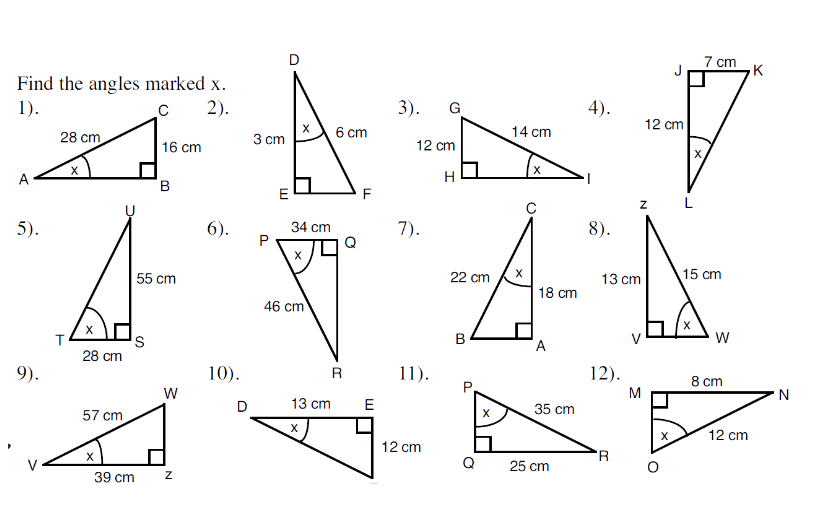 Find the angles marked x.
1). C 28 cm 16 cm x A B
2). D x 3 cm 6 cm E F
3). G 14 cm 12 cm H x I
4). J 7 cm K 12 cm x L
5). U 55 cm T x S 28 cm
6). 34 cm P Q x 46 cm R
7). C 22 cm x 18 cm B A
8). z 13 cm 15 cm x V W
9). W 57 cm V x z 39 cm
10). D 13 cm E x 12 cm
11). P x 35 cm Q 25 cm R
12). M 8 cm N x 12 cm O